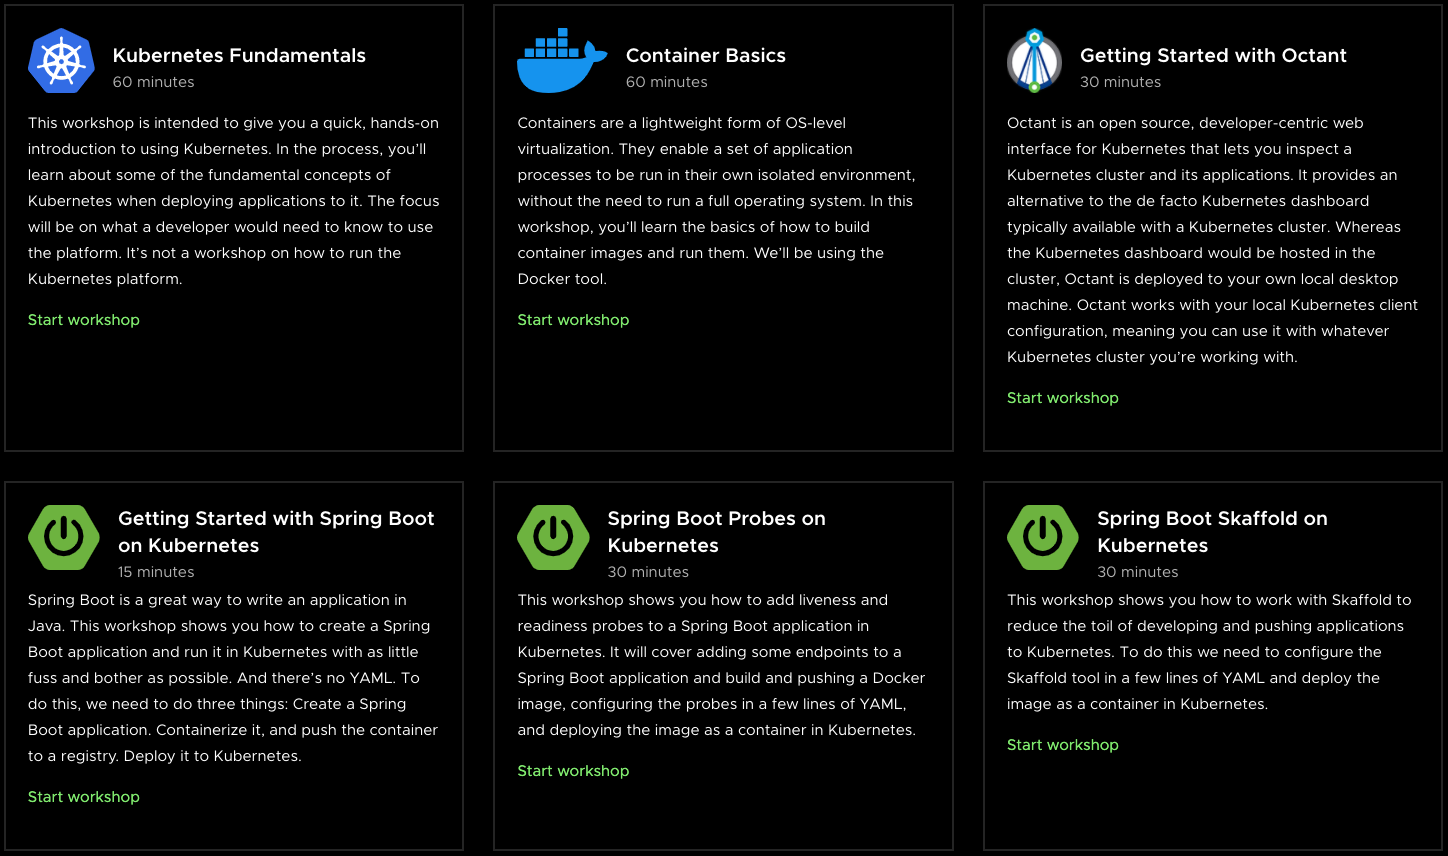 Kubernetes Fundamentals
60 minutes
This workshop is intended to give you a quick, hands-on
introduction to using Kubernetes. In the process, you’ll
learn about some of the fundamental concepts of
Kubernetes when deploying applications to it. The focus
will be on what a developer would need to know to use
the platform. It’s not a workshop on how to run the
Kubernetes platform.
Start workshop
Container Basics
60 minutes
Containers are a lightweight form of OS-level
virtualization. They enable a set of application
processes to be run in their own isolated environment,
without the need to run a full operating system. In this
workshop, you’ll learn the basics of how to build
container images and run them. We’ll be using the
Docker tool.
Start workshop
Getting Started with Octant
30 minutes
Octant is an open source, developer-centric web
interface for Kubernetes that lets you inspect a
Kubernetes cluster and its applications. It provides an
alternative to the de facto Kubernetes dashboard
typically available with a Kubernetes cluster. Whereas
the Kubernetes dashboard would be hosted in the
cluster, Octant is deployed to your own local desktop
machine. Octant works with your local Kubernetes client
configuration, meaning you can use it with whatever
Kubernetes cluster you’re working with.
Start workshop
Getting Started with Spring Boot
on Kubernetes
15 minutes
Spring Boot is a great way to write an application in
Java. This workshop shows you how to create a Spring
Boot application and run it in Kubernetes with as little
fuss and bother as possible. And there’s no YAML. To
do this, we need to do three things: Create a Spring
Boot application. Containerize it, and push the container
to a registry. Deploy it to Kubernetes.
Start workshop
Spring Boot Probes on
Kubernetes
30 minutes
This workshop shows you how to add liveness and
readiness probes to a Spring Boot application in
Kubernetes. It will cover adding some endpoints to a
Spring Boot application and build and pushing a Docker
image, configuring the probes in a few lines of YAML,
and deploying the image as a container in Kubernetes.
Start workshop
Spring Boot Skaffold on
Kubernetes
30 minutes
This workshop shows you how to work with Skaffold to
reduce the toil of developing and pushing applications
to Kubernetes. To do this we need to configure the
Skaffold tool in a few lines of YAML and deploy the
image as a container in Kubernetes.
Start workshop